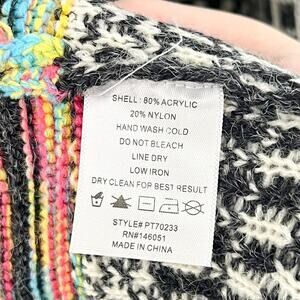 SHELL: 80% ACRYLIC
20% NYLON
HAND WASH COLD
DO NOT BLEACH
LINE DRY
LOW IRON
DRY CLEAN FOR BEST RESULT
STYLE# PT70233
RN#146051
MADE IN CHINA